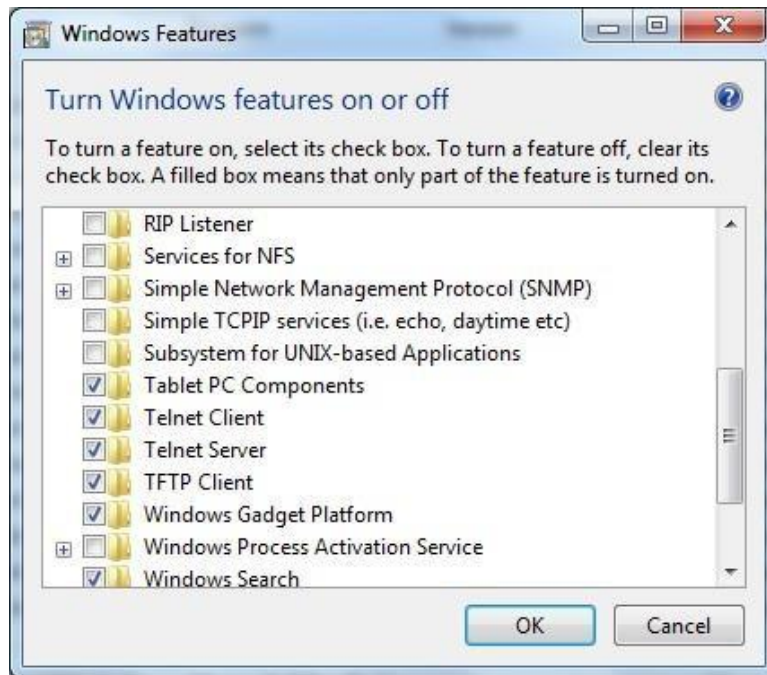 Windows Features
Turn Windows features on or off
To turn a feature on, select its check box. To turn a feature off, clear its
check box. A filled box means that only part of the feature is turned on.
RIP Listener
Services for NFS
Simple Network Management Protocol (SNMP)
Simple TCPIP services (i.e. echo, daytime etc)
Subsystem for UNIX-based Applications
Tablet PC Components
Telnet Client
Telnet Server
TFTP Client
Windows Gadget Platform
Windows Process Activation Service
Windows Search
OK
Cancel